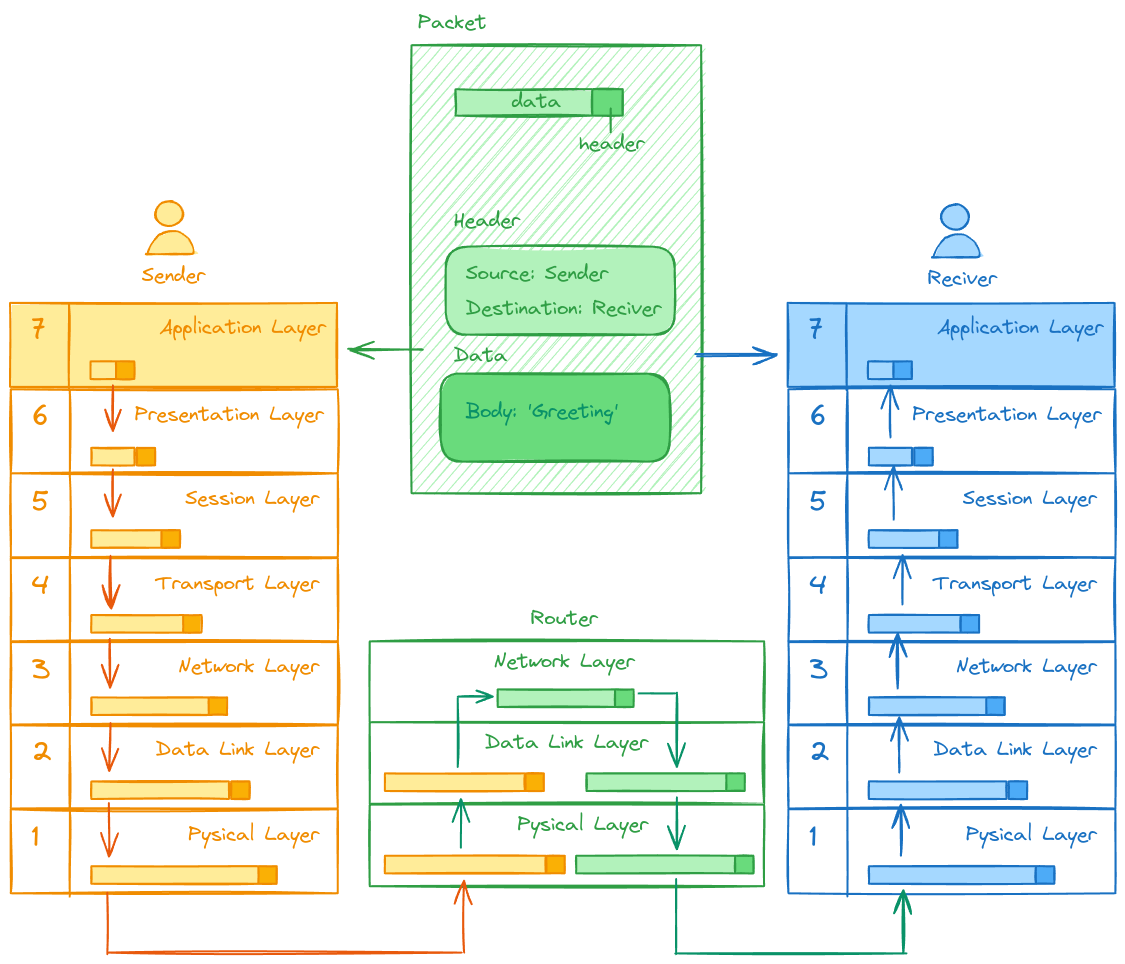 Packet
data
header
Header
Source: Sender
Destination: Reciver
Data
Body: 'Greeting'
Sender
7 Application Layer
6 Presentation Layer
5 Session Layer
4 Transport Layer
3 Network Layer
2 Data Link Layer
1 Pysical Layer
Router
Network Layer
Data Link Layer
Pysical Layer
Reciver
7 Application Layer
6 Presentation Layer
5 Session Layer
4 Transport Layer
3 Network Layer
2 Data Link Layer
1 Pysical Layer